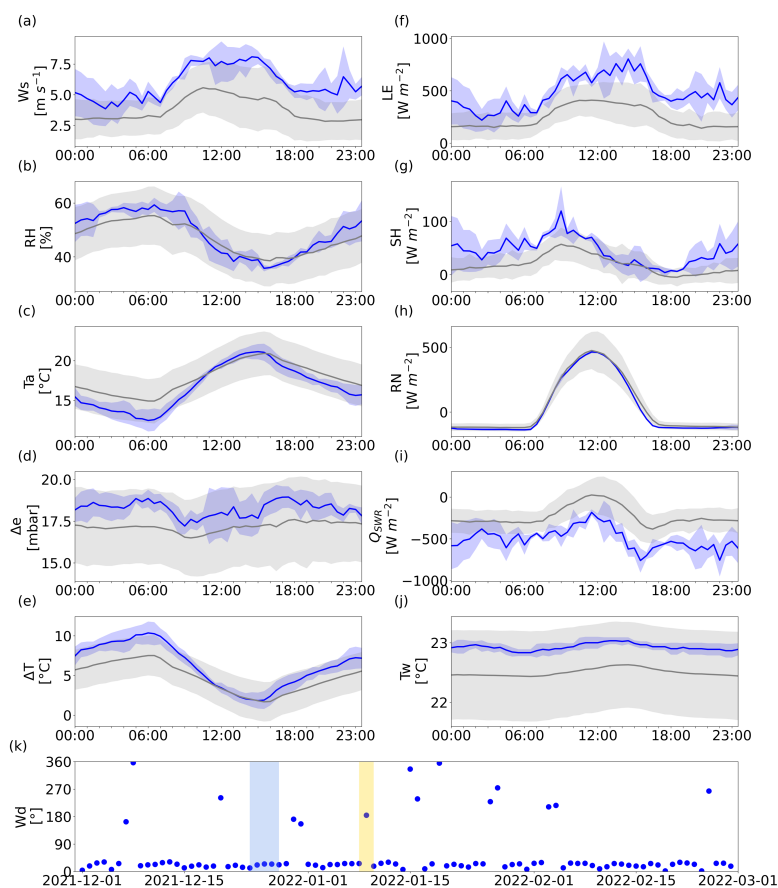 (a)
Ws
[m s⁻¹]
7.5
5.0
2.5
00:00 06:00 12:00 18:00 23:00
(b)
RH
[%]
60
40
00:00 06:00 12:00 18:00 23:00
(c)
Ta
[°C]
20
15
00:00 06:00 12:00 18:00 23:00
(d)
Δe
[mbar]
20.0
17.5
15.0
00:00 06:00 12:00 18:00 23:00
(e)
ΔT
[°C]
10
5
0
00:00 06:00 12:00 18:00 23:00
(f)
LE
[W m⁻²]
1000
500
0
00:00 06:00 12:00 18:00 23:00
(g)
SH
[W m⁻²]
100
0
00:00 06:00 12:00 18:00 23:00
(h)
RN
[W m⁻²]
500
0
00:00 06:00 12:00 18:00 23:00
(i)
Q_SWR
[W m⁻²]
0
−500
−1000
00:00 06:00 12:00 18:00 23:00
(j)
Tw
[°C]
23
22
00:00 06:00 12:00 18:00 23:00
(k)
Wd
[°]
360
270
180
90
0
2021-12-01 2021-12-15 2022-01-01 2022-01-15 2022-02-01 2022-02-15 2022-03-01